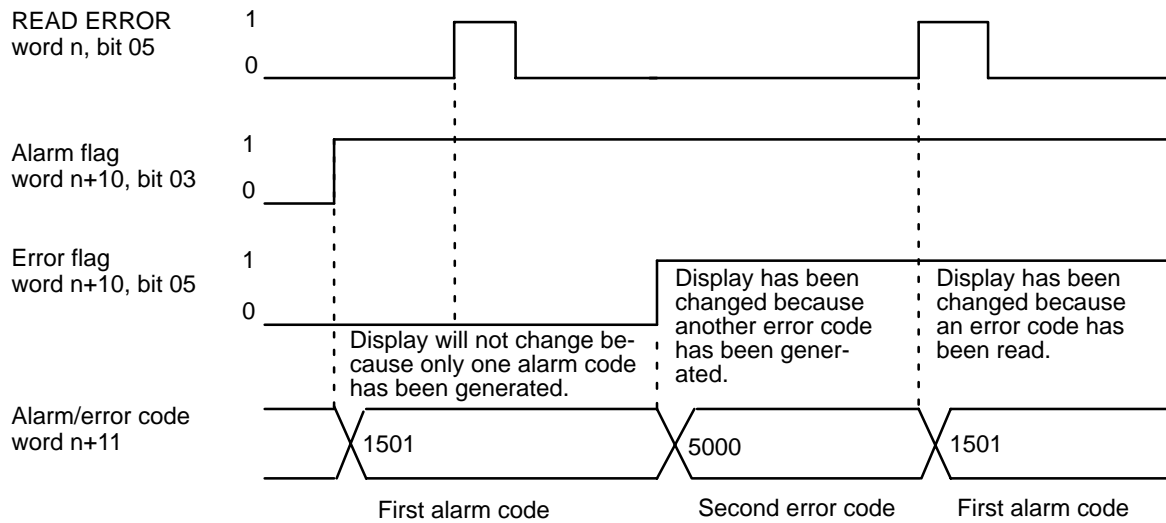 READ ERROR
word n, bit 05
1
0
Alarm flag
word n+10, bit 03
1
0
Error flag
word n+10, bit 05
1
0
Display will not change be-
cause only one alarm code
has been generated.
Display has been
changed because
another error code
has been gener-
ated.
Display has been
changed because
an error code has
been read.
Alarm/error code
word n+11
1501
5000
1501
First alarm code
Second error code
First alarm code